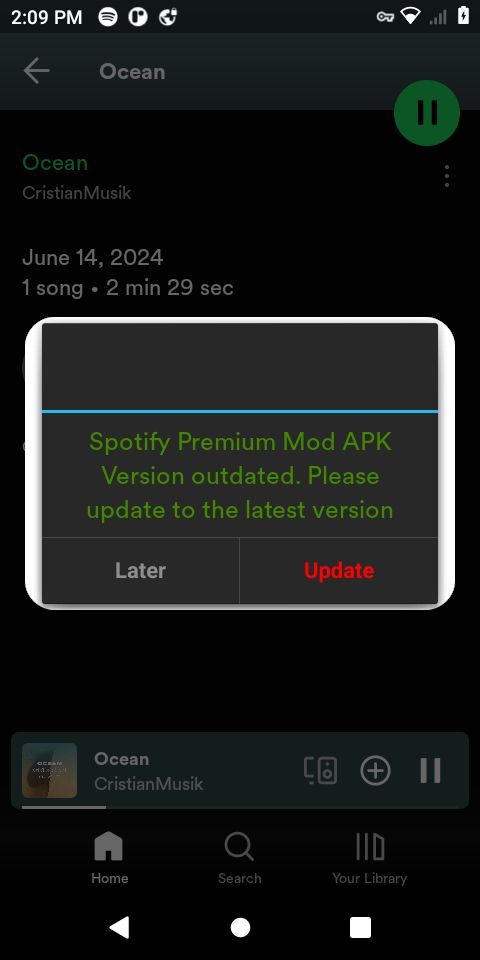 2:09 PM
Ocean
Ocean
CristianMusik
June 14, 2024
1 song • 2 min 29 sec
Spotify Premium Mod APK
Version outdated. Please
update to the latest version
Later
Update
Ocean
CristianMusik
Home
Search
Your Library